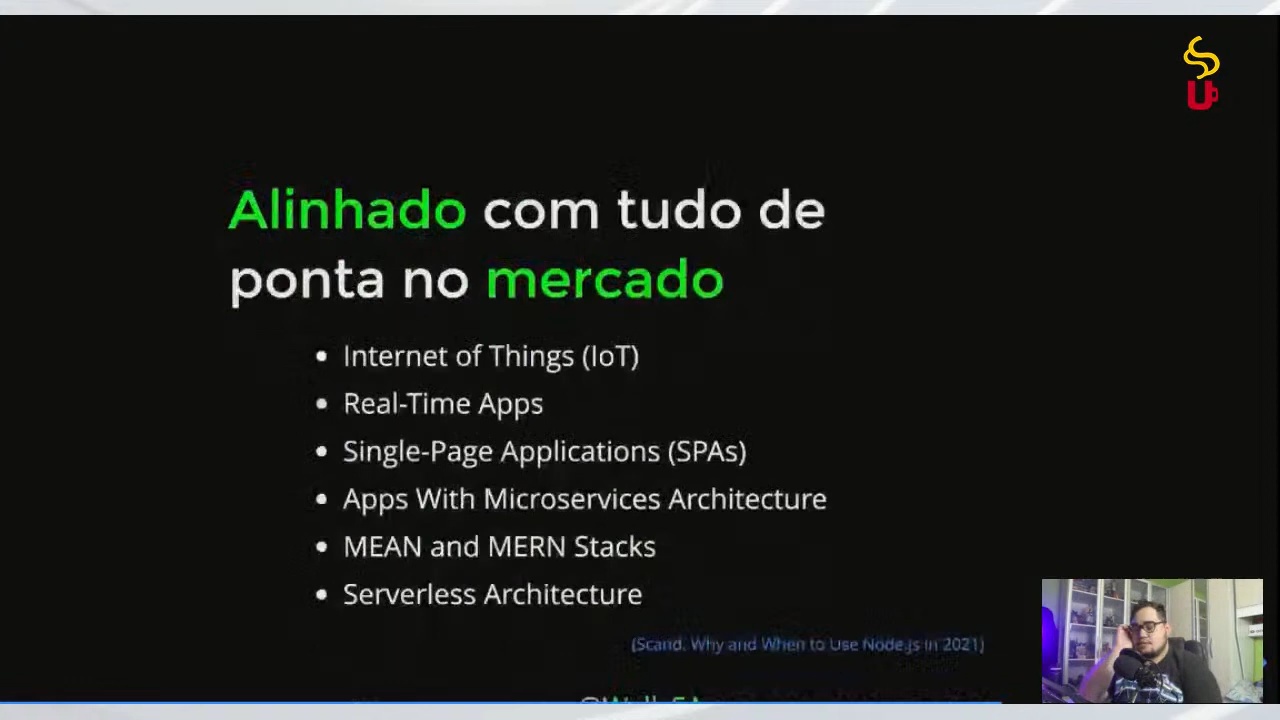 Alinhado com tudo de
ponta no mercado
• Internet of Things (IoT)
• Real-Time Apps
• Single-Page Applications (SPAs)
• Apps With Microservices Architecture
• MEAN and MERN Stacks
• Serverless Architecture
(Scand. Why and When to Use Node.js in 2021)